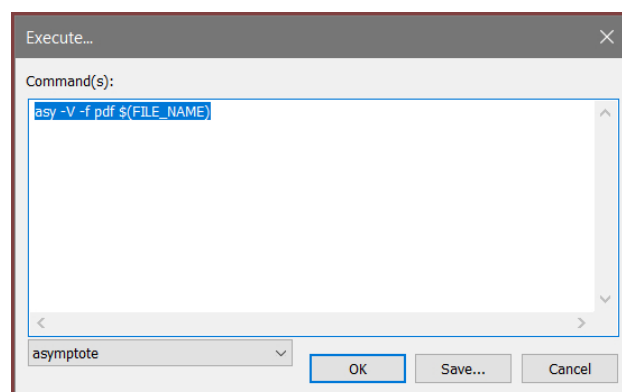 Execute...
Command(s):
asy -V -f pdf $(FILE_NAME)
asymptote
OK
Save...
Cancel